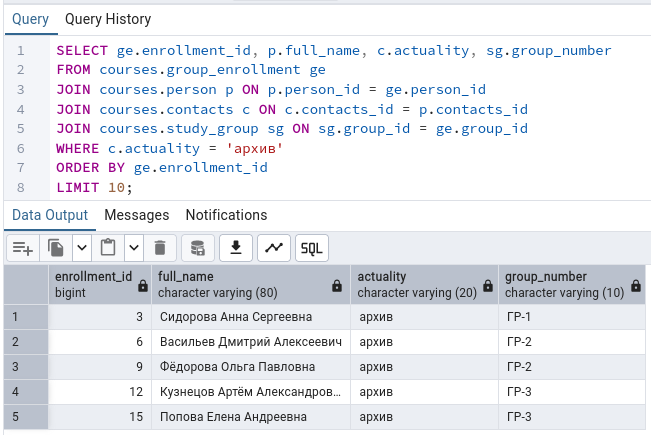 Query Query History
1 SELECT ge.enrollment_id, p.full_name, c.actuality, sg.group_number
2 FROM courses.group_enrollment ge
3 JOIN courses.person p ON p.person_id = ge.person_id
4 JOIN courses.contacts c ON c.contacts_id = p.contacts_id
5 JOIN courses.study_group sg ON sg.group_id = ge.group_id
6 WHERE c.actuality = 'архив'
7 ORDER BY ge.enrollment_id
8 LIMIT 10;
Data Output Messages Notifications
SQL
enrollment_id full_name actuality group_number
bigint character varying (80) character varying (20) character varying (10)
1 3 Сидорова Анна Сергеевна архив ГР-1
2 6 Васильев Дмитрий Алексеевич архив ГР-2
3 9 Фёдорова Ольга Павловна архив ГР-2
4 12 Кузнецов Артём Александров… архив ГР-3
5 15 Попова Елена Андреевна архив ГР-3